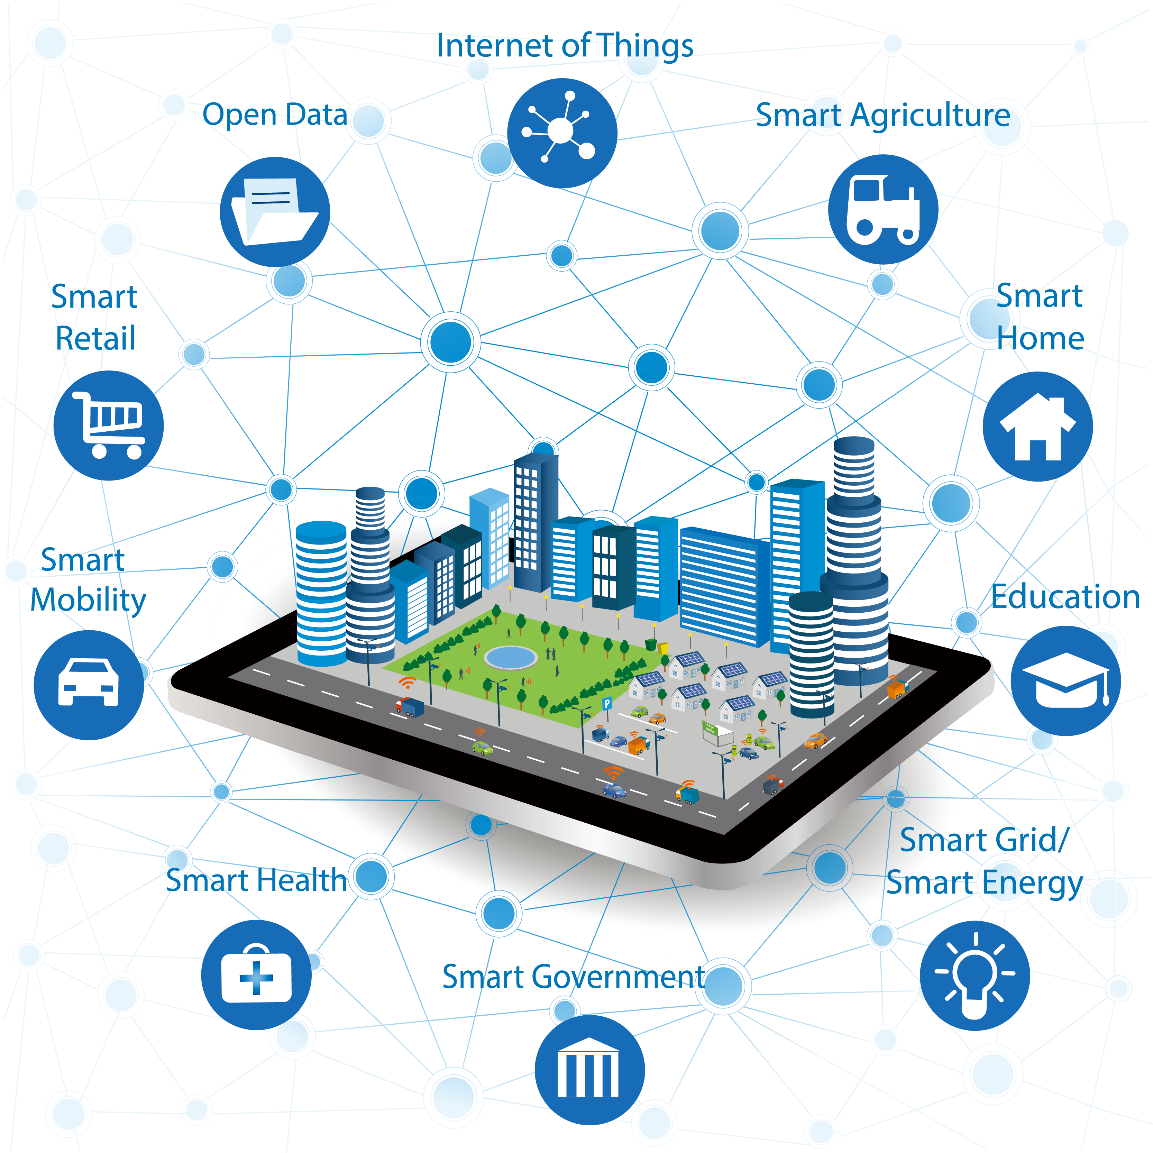 Internet of Things
Open Data
Smart Agriculture
Smart
Retail
Smart
Home
Smart
Mobility
Education
P
Smart Grid/
Smart Energy
Smart Health
Smart Government